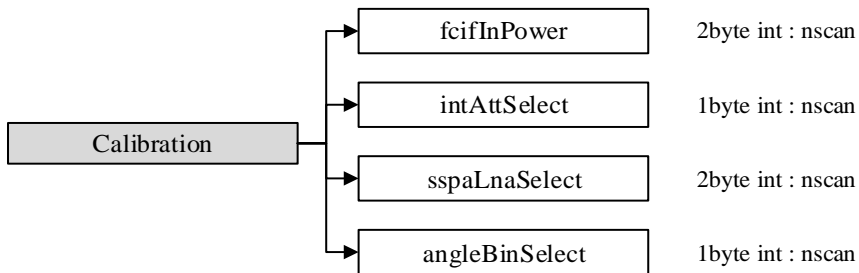 fcifInPower 2byte int : nscan
intAttSelect 1byte int : nscan
Calibration
sspaLnaSelect 2byte int : nscan
angleBinSelect 1byte int : nscan